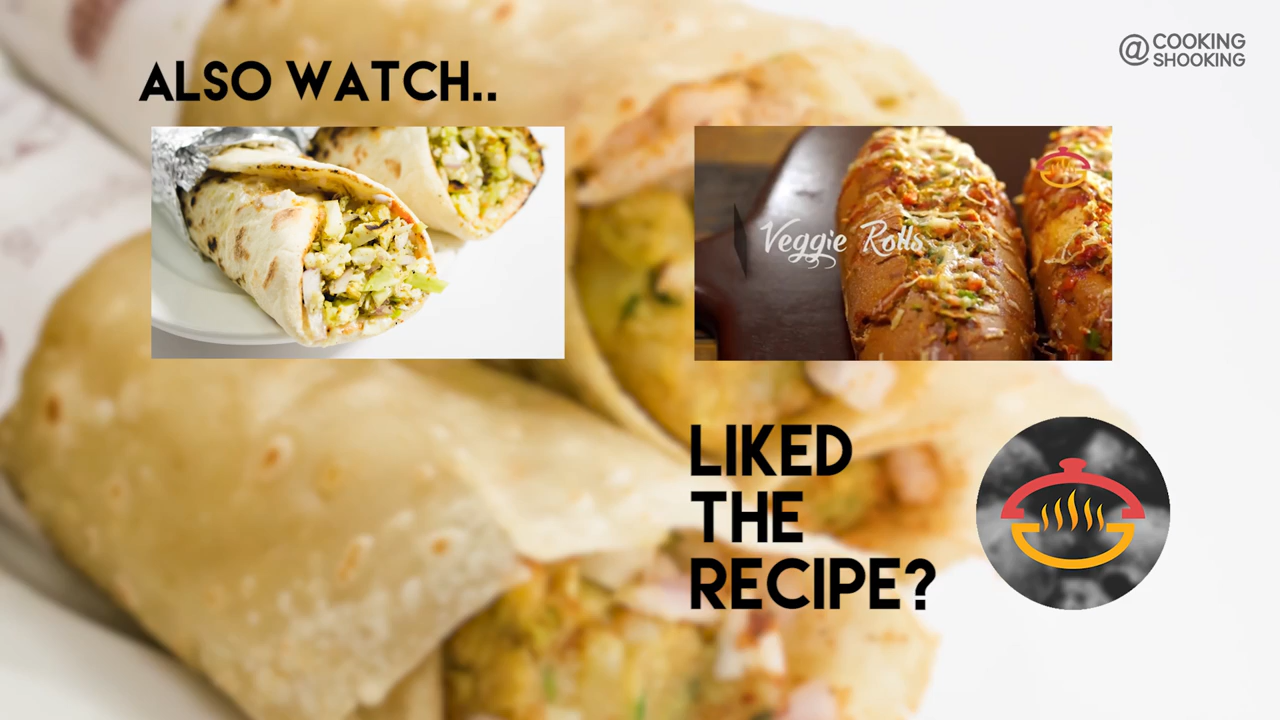 @COOKING
SHOOKING
ALSO WATCH..
Veggie Rolls
LIKED
THE
RECIPE?